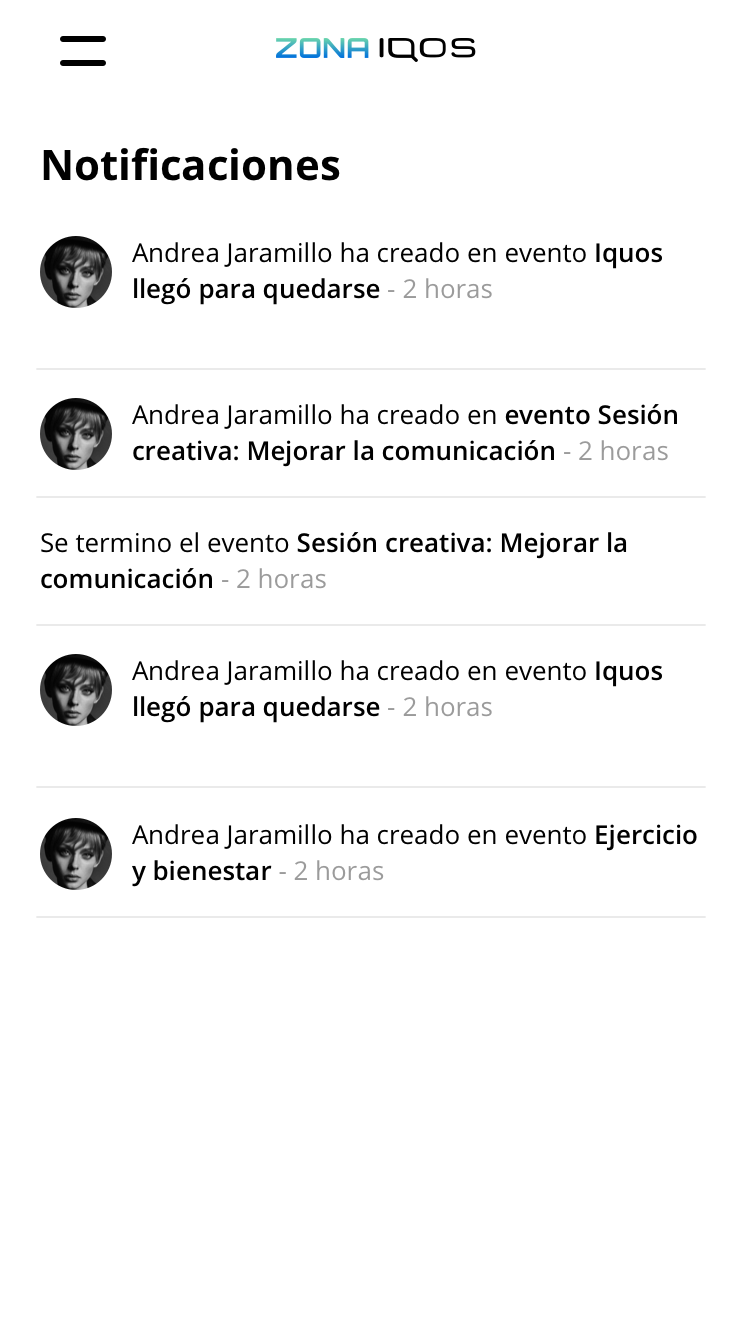 ZONA IQOS
Notificaciones
Andrea Jaramillo ha creado en evento Iquos
llegó para quedarse - 2 horas
Andrea Jaramillo ha creado en evento Sesión
creativa: Mejorar la comunicación - 2 horas
Se termino el evento Sesión creativa: Mejorar la
comunicación - 2 horas
Andrea Jaramillo ha creado en evento Iquos
llegó para quedarse - 2 horas
Andrea Jaramillo ha creado en evento Ejercicio
y bienestar - 2 horas